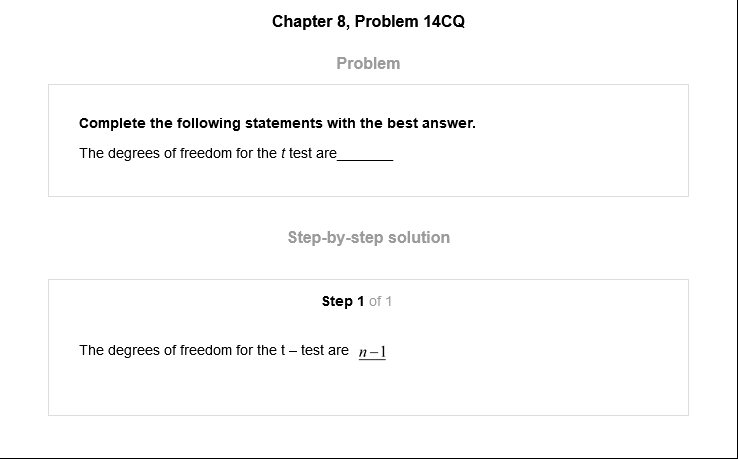 Chapter 8, Problem 14CQ
Problem
Complete the following statements with the best answer.
The degrees of freedom for the t test are_______
Step-by-step solution
Step 1 of 1
The degrees of freedom for the t – test are n−1